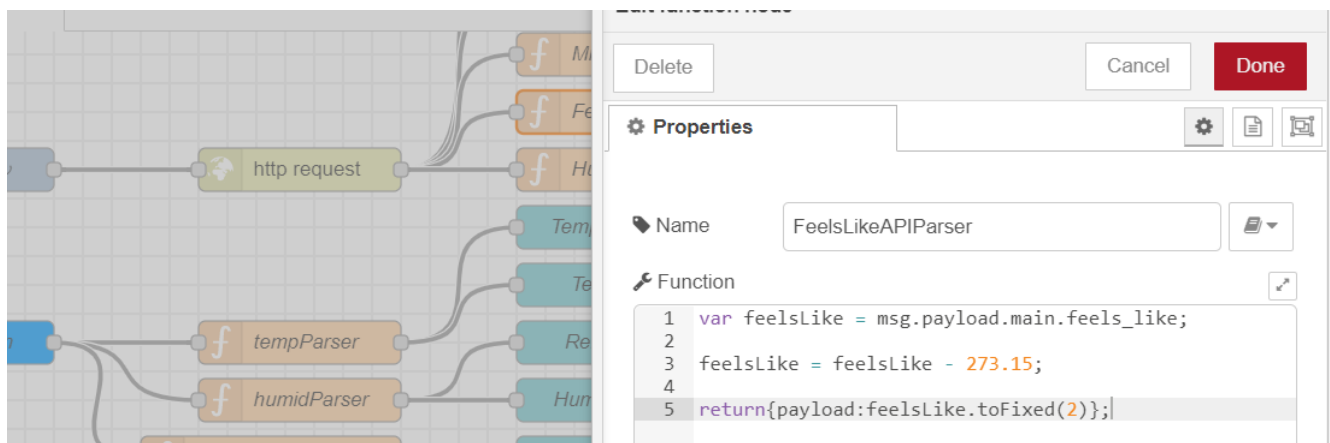 Delete
Cancel
Done
Properties
http request
Name
FeelsLikeAPIParser
Function
1 var feelsLike = msg.payload.main.feels_like;
2
3 feelsLike = feelsLike - 273.15;
4
5 return{payload:feelsLike.toFixed(2)};
tempParser
humidParser